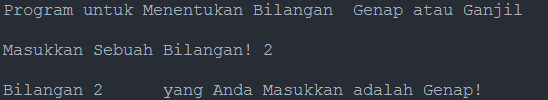 Program untuk Menentukan Bilangan  Genap atau Ganjil
Masukkan Sebuah Bilangan! 2
Bilangan 2      yang Anda Masukkan adalah Genap!